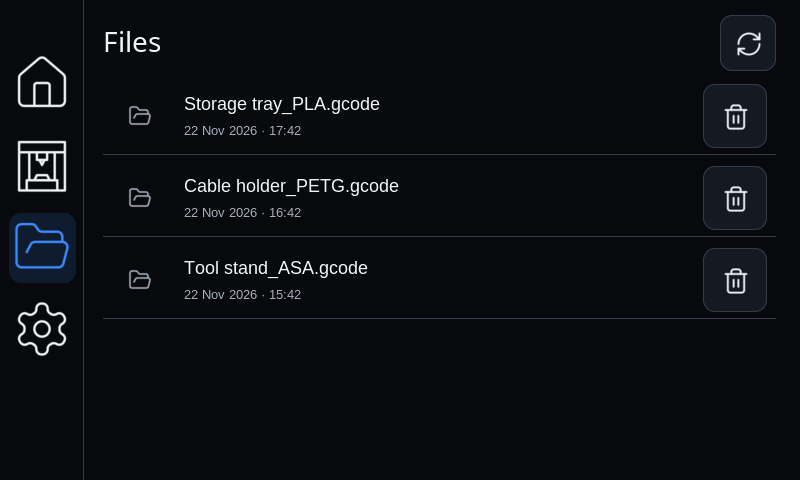 Files
Storage tray_PLA.gcode
22 Nov 2026 · 17:42
Cable holder_PETG.gcode
22 Nov 2026 · 16:42
Tool stand_ASA.gcode
22 Nov 2026 · 15:42